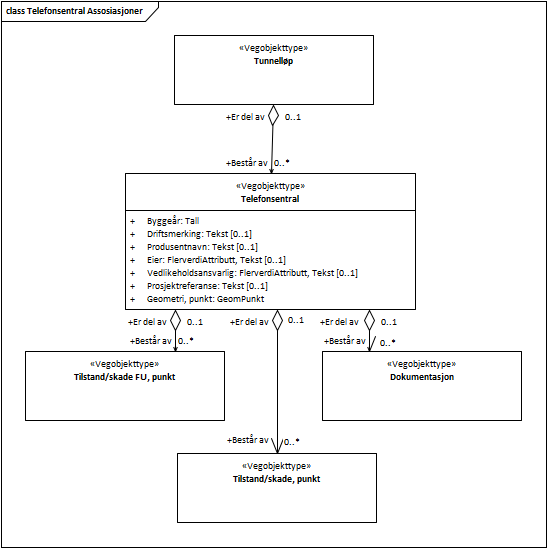 class Telefonsentral Assosiasjoner
«Vegobjekttype»
Tunnelløp
+Er del av 0..1
+Består av 0..*
«Vegobjekttype»
Telefonsentral
+ Byggeår: Tall
+ Driftsmerking: Tekst [0..1]
+ Produsentnavn: Tekst [0..1]
+ Eier: FlerverdiAttributt, Tekst [0..1]
+ Vedlikeholdsansvarlig: FlerverdiAttributt, Tekst [0..1]
+ Prosjektreferanse: Tekst [0..1]
+ Geometri, punkt: GeomPunkt
+Er del av 0..1 +Er del av 0..1 +Er del av 0..1
+Består av 0..* +Består av 0..*
«Vegobjekttype»
Tilstand/skade FU, punkt
«Vegobjekttype»
Dokumentasjon
+Består av 0..*
«Vegobjekttype»
Tilstand/skade, punkt